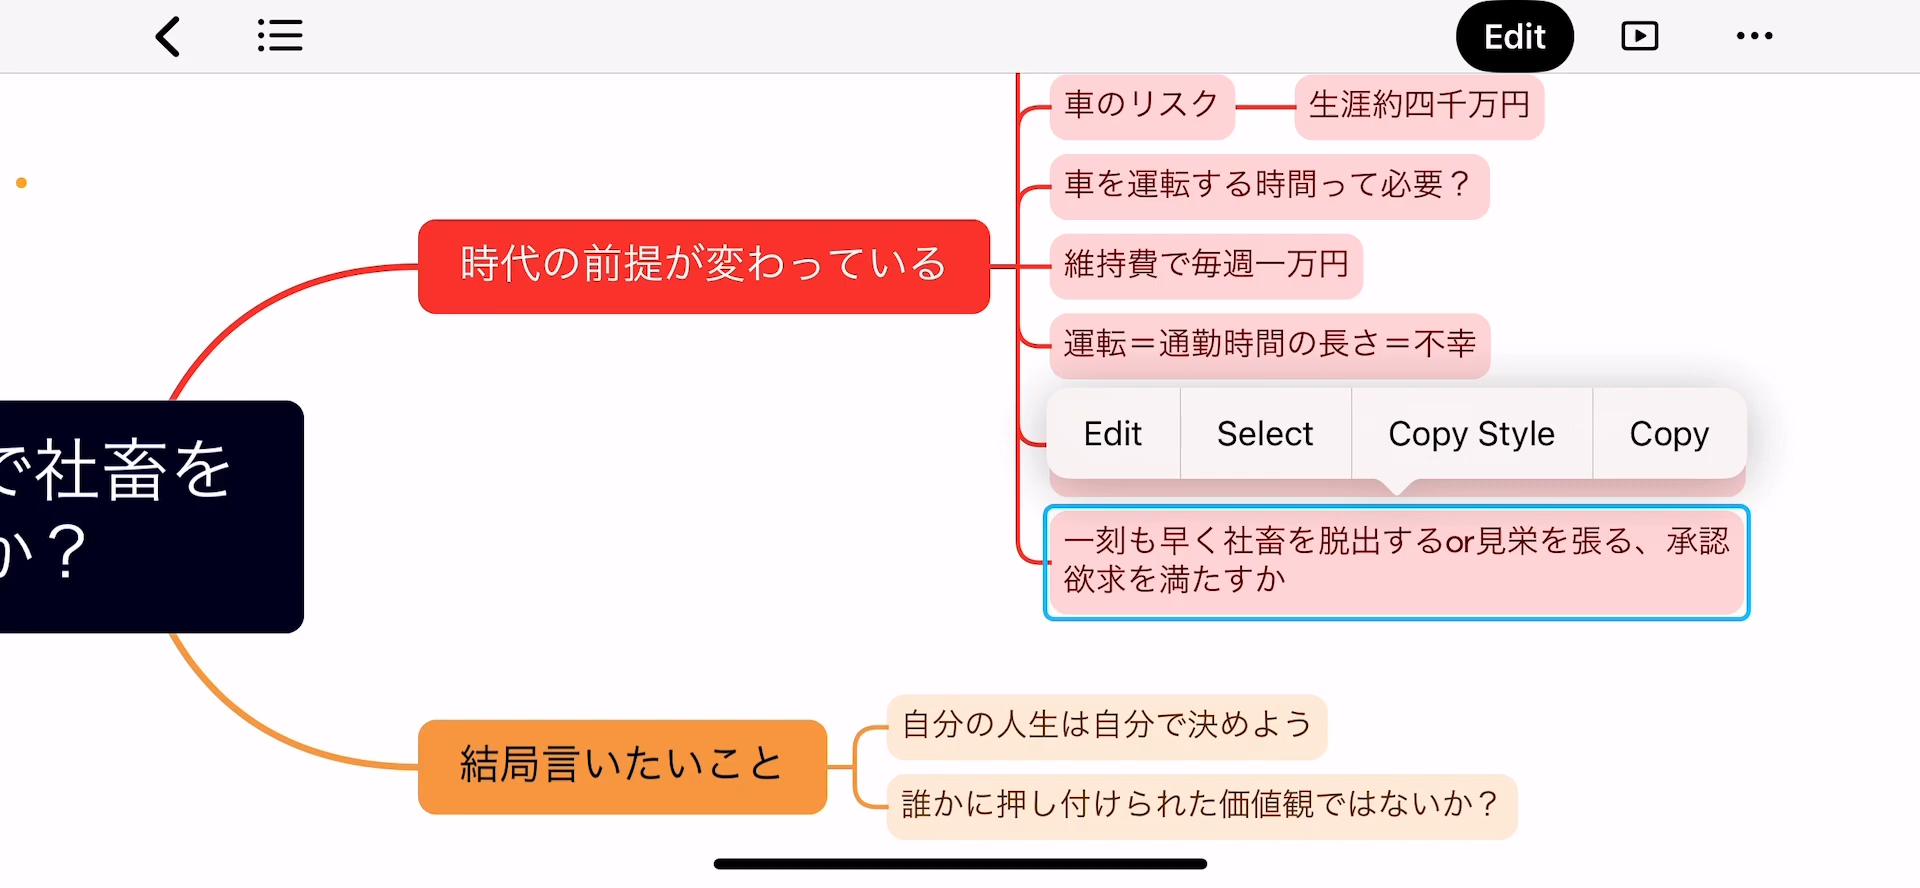 Edit
車のリスク
生涯約四千万円
車を運転する時間って必要？
時代の前提が変わっている
維持費で毎週一万円
運転＝通勤時間の長さ＝不幸
Edit
Select
Copy Style
Copy
で社畜を
か？
一刻も早く社畜を脱出するor見栄を張る、承認
欲求を満たすか
結局言いたいこと
自分の人生は自分で決めよう
誰かに押し付けられた価値観ではないか？